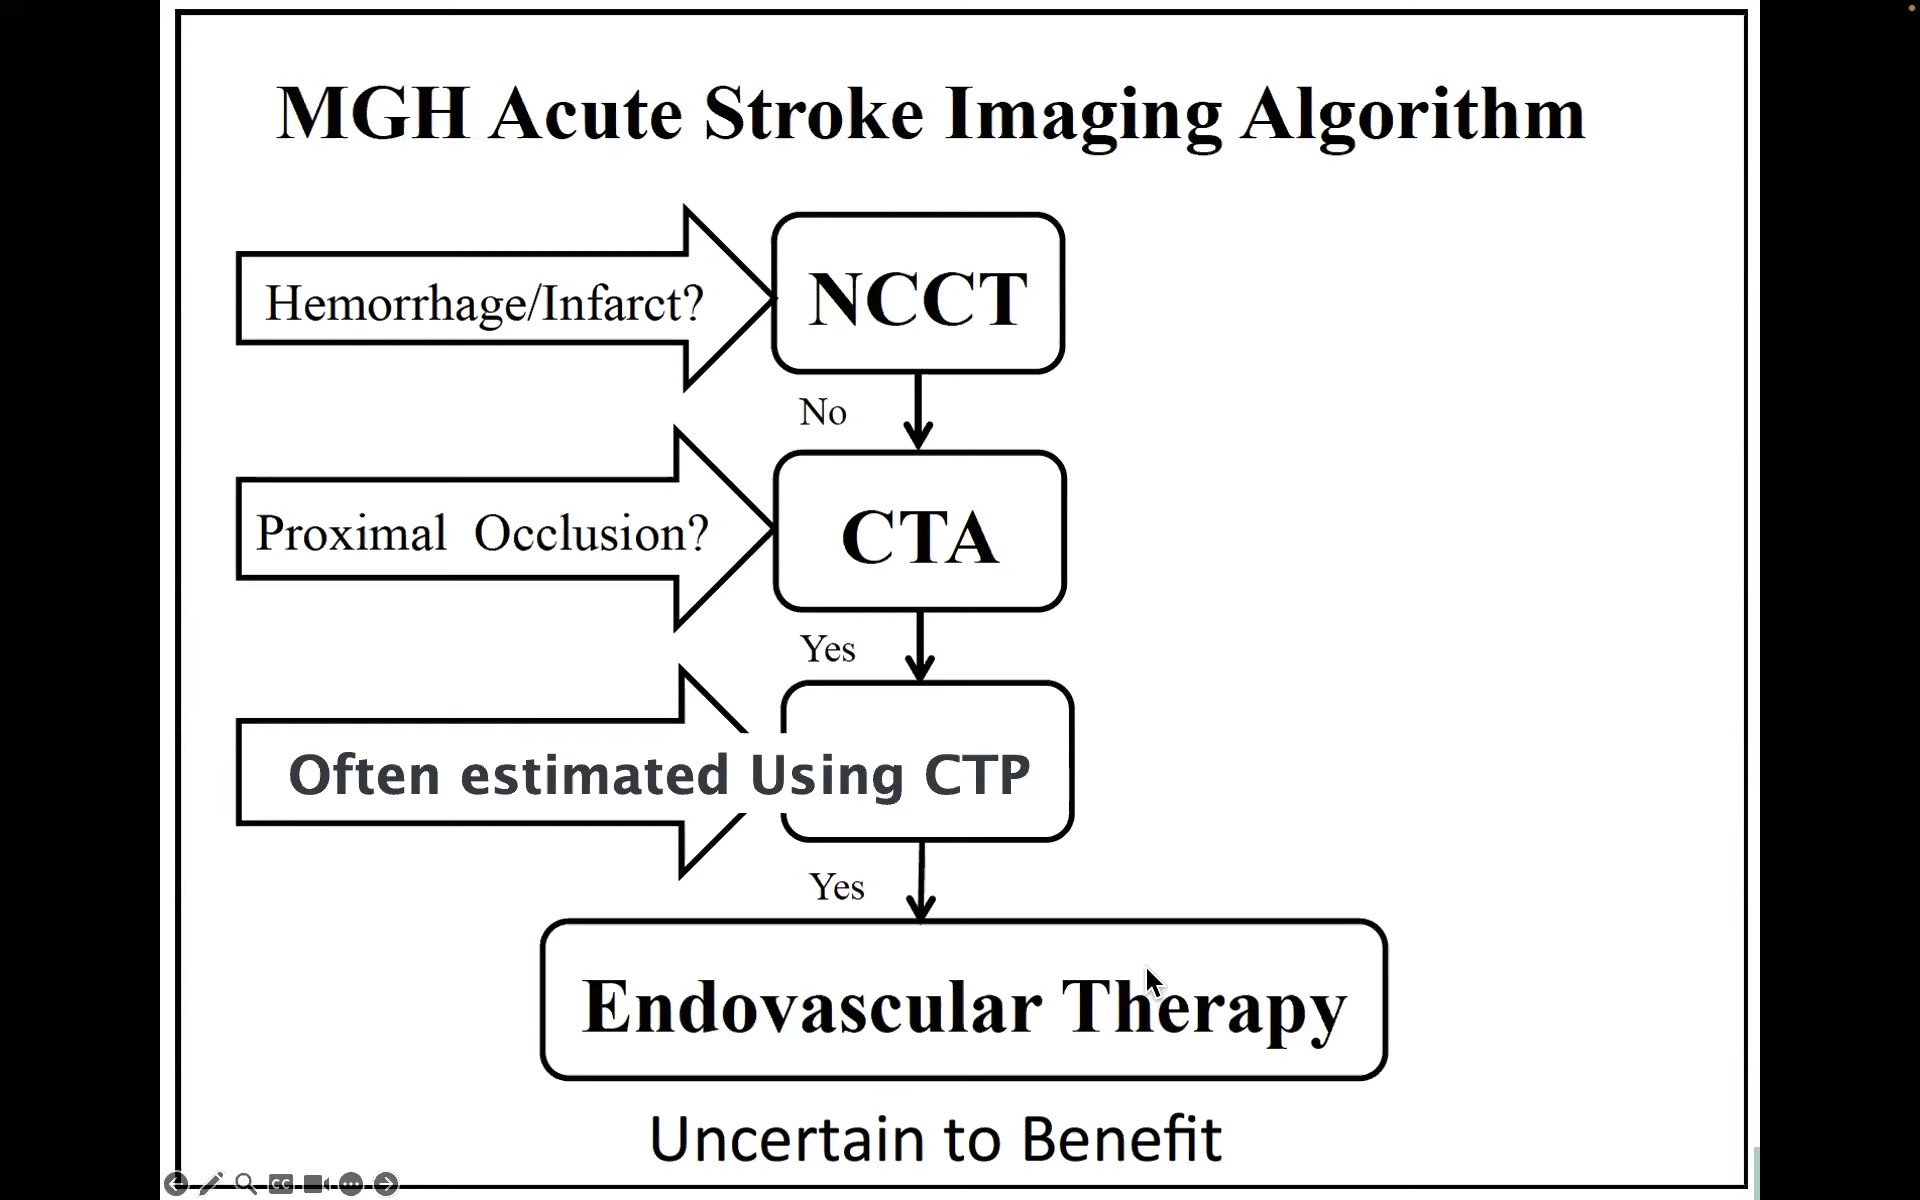 MGH Acute Stroke Imaging Algorithm
Hemorrhage/Infarct?
NCCT
No
Proximal Occlusion?
CTA
Yes
Often estimated Using CTP
Yes
Endovascular Therapy
Uncertain to Benefit
CC